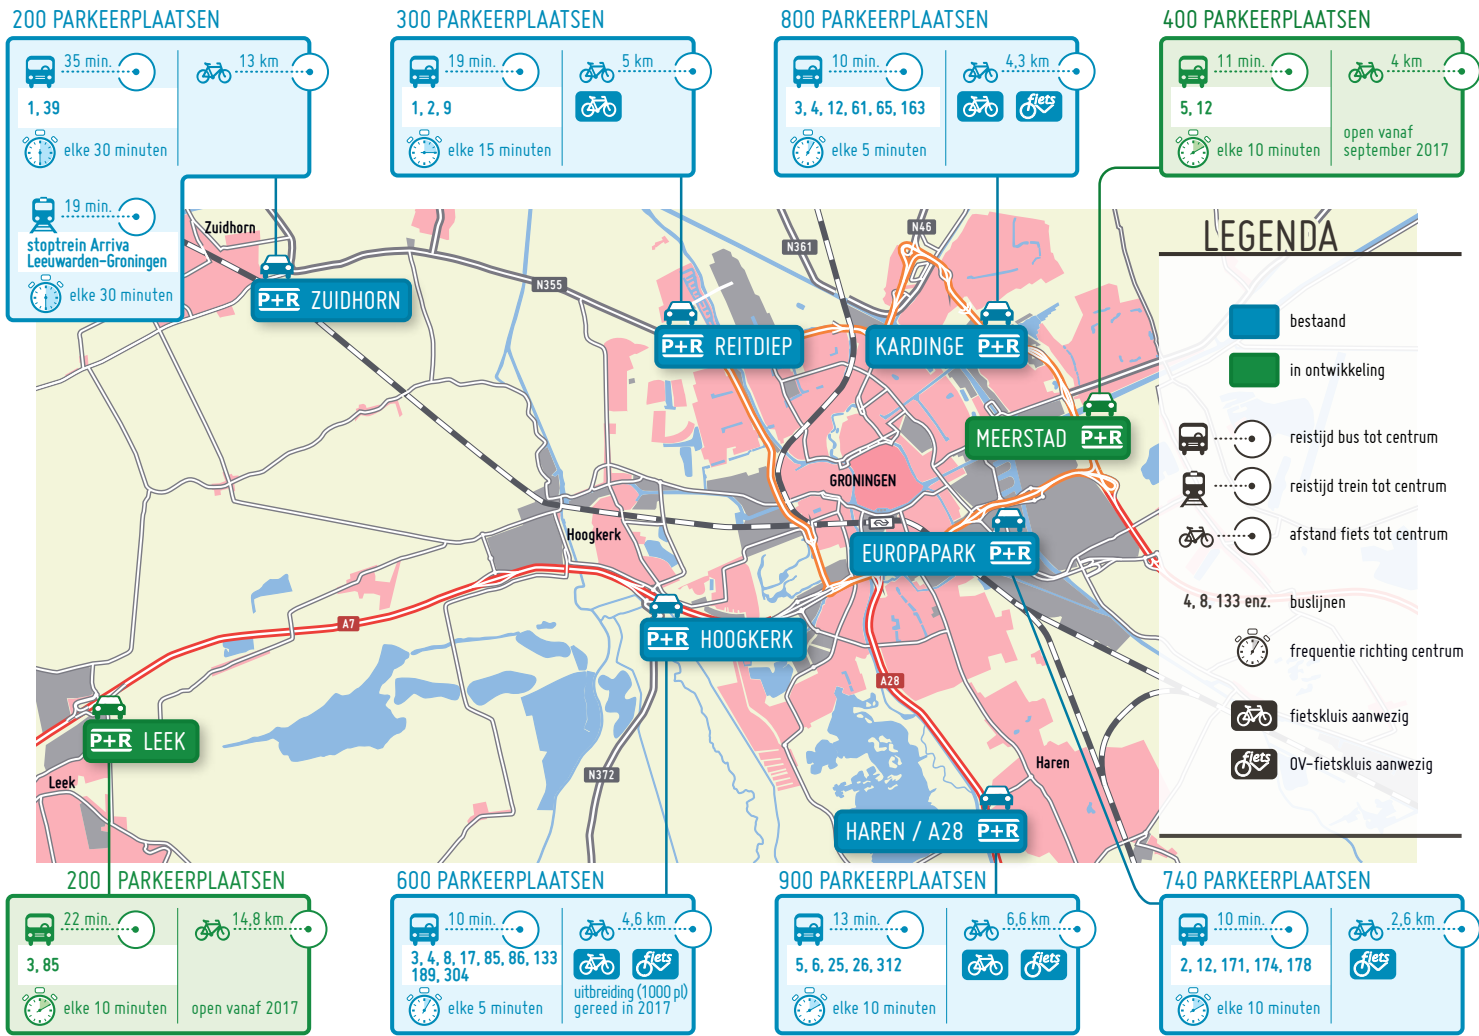 200 PARKEERPLAATSEN
35 min.
13 km
1, 39
elke 30 minuten
19 min.
stoptrein Arriva
Leeuwarden-Groningen
elke 30 minuten
300 PARKEERPLAATSEN
19 min.
5 km
1, 2, 9
elke 15 minuten
800 PARKEERPLAATSEN
10 min.
4,3 km
3, 4, 12, 61, 65, 163
fiets
elke 5 minuten
400 PARKEERPLAATSEN
11 min.
4 km
5, 12
elke 10 minuten
open vanaf
september 2017
Zuidhorn
P+R ZUIDHORN
N355
N361
N46
P+R REITDIEP
KARDINGE P+R
MEERSTAD P+R
GRONINGEN
Hoogkerk
EUROPAPARK P+R
A7
P+R HOOGKERK
A28
P+R LEEK
Leek
N372
Haren
HAREN / A28 P+R
LEGENDA
bestaand
in ontwikkeling
reistijd bus tot centrum
reistijd trein tot centrum
afstand fiets tot centrum
4, 8, 133 enz. buslijnen
frequentie richting centrum
fietskluis aanwezig
fiets OV-fietskluis aanwezig
200 PARKEERPLAATSEN
22 min.
14,8 km
3, 85
elke 10 minuten
open vanaf 2017
600 PARKEERPLAATSEN
10 min.
4,6 km
3, 4, 8, 17, 85, 86, 133
189, 304
fiets
elke 5 minuten
uitbreiding (1000 pl)
gereed in 2017
900 PARKEERPLAATSEN
13 min.
6,6 km
5, 6, 25, 26, 312
fiets
elke 10 minuten
740 PARKEERPLAATSEN
10 min.
2,6 km
2, 12, 171, 174, 178
fiets
elke 10 minuten